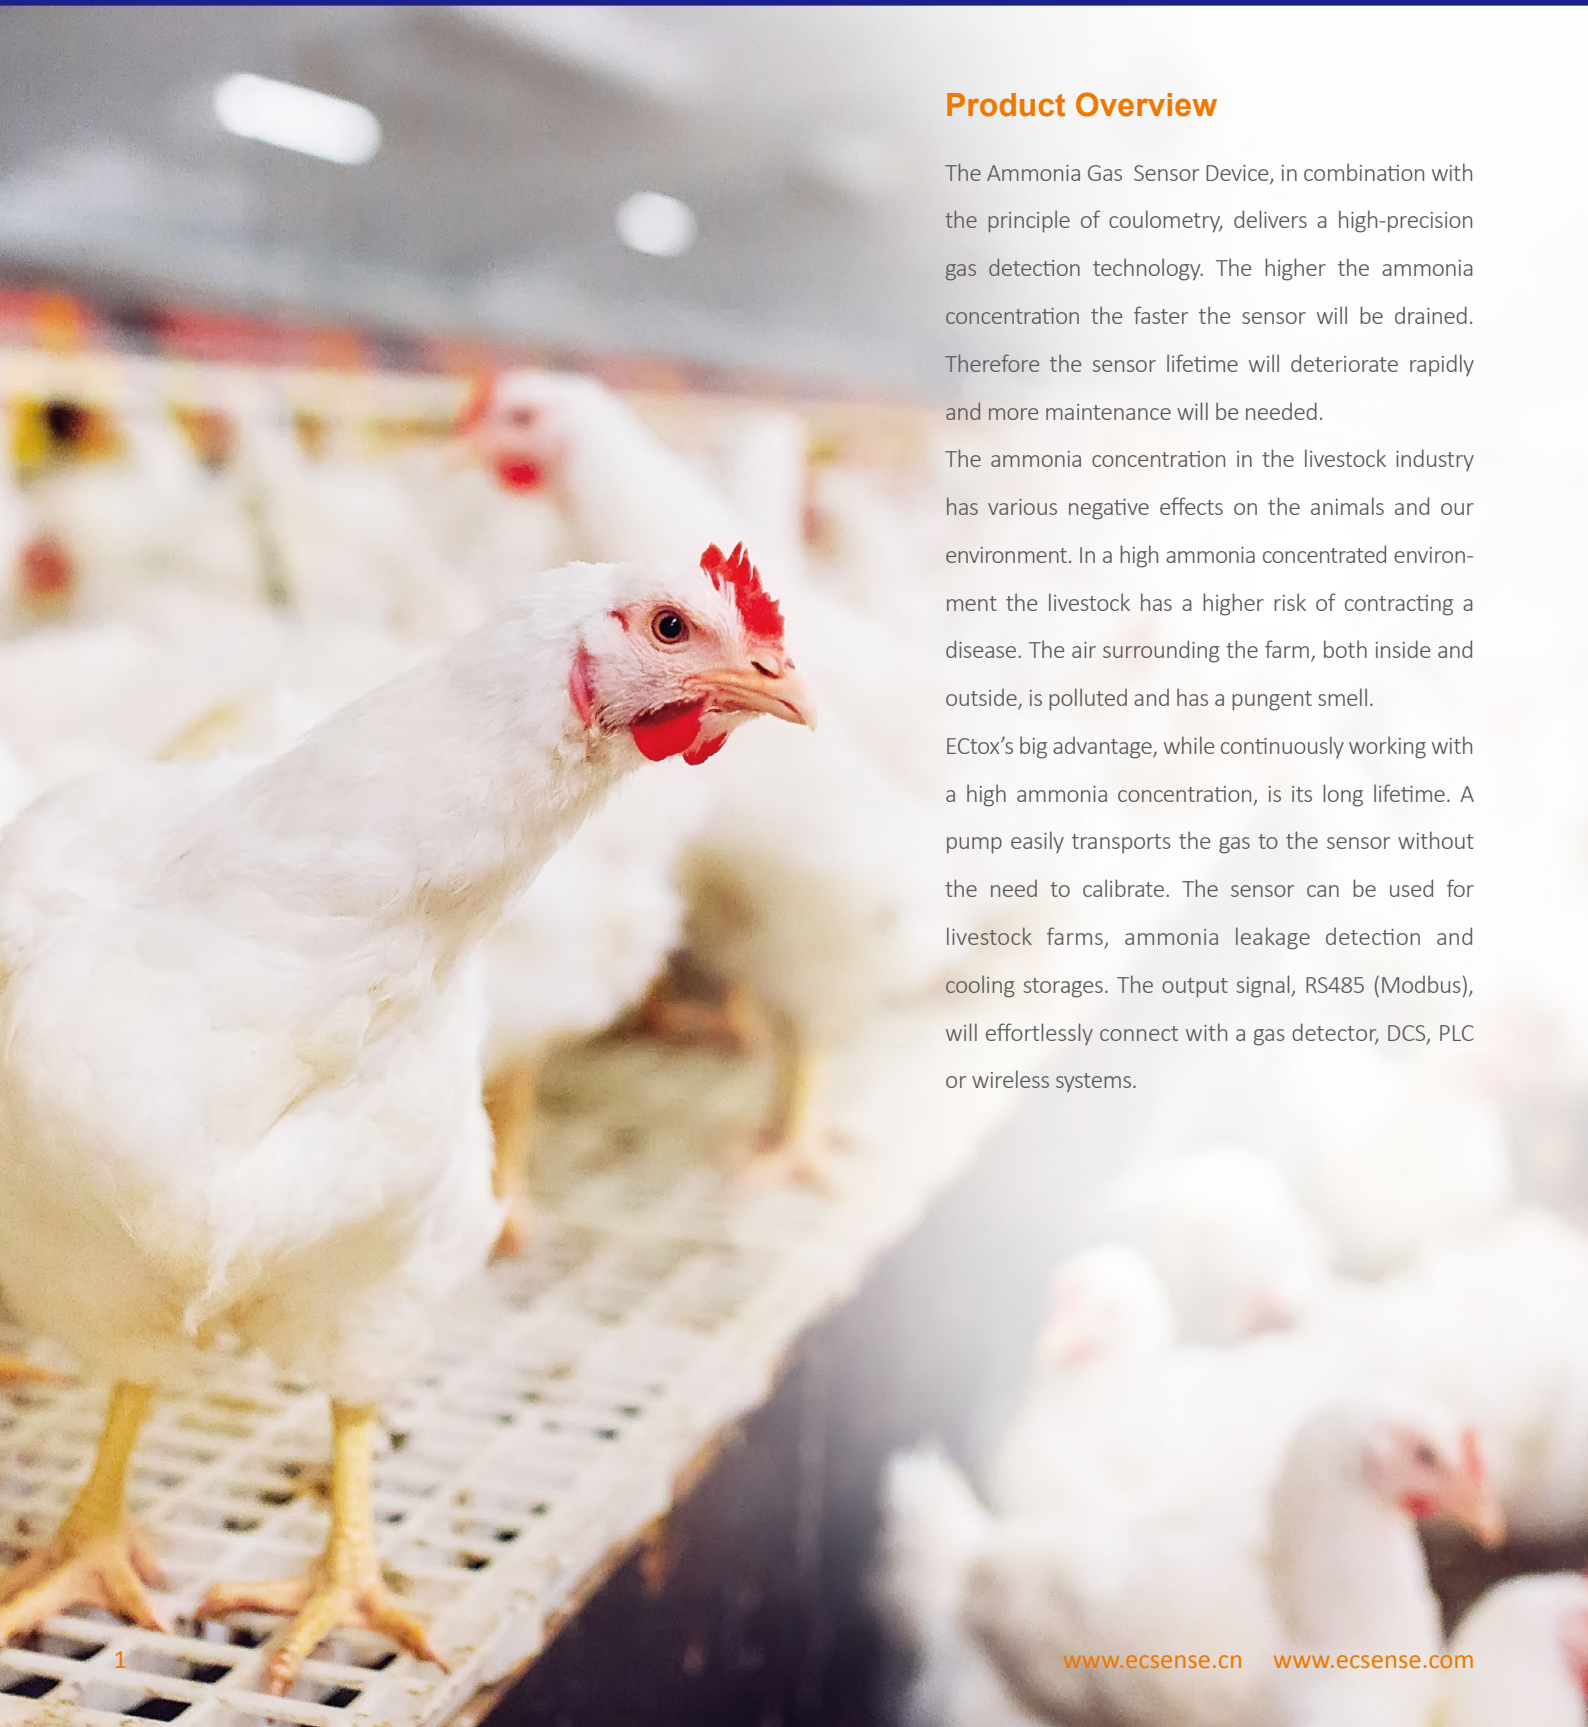 Product Overview
The Ammonia Gas Sensor Device, in combination with
the principle of coulometry, delivers a high-precision
gas detection technology. The higher the ammonia
concentration the faster the sensor will be drained.
Therefore the sensor lifetime will deteriorate rapidly
and more maintenance will be needed.
The ammonia concentration in the livestock industry
has various negative effects on the animals and our
environment. In a high ammonia concentrated environ-
ment the livestock has a higher risk of contracting a
disease. The air surrounding the farm, both inside and
outside, is polluted and has a pungent smell.
ECtox’s big advantage, while continuously working with
a high ammonia concentration, is its long lifetime. A
pump easily transports the gas to the sensor without
the need to calibrate. The sensor can be used for
livestock farms, ammonia leakage detection and
cooling storages. The output signal, RS485 (Modbus),
will effortlessly connect with a gas detector, DCS, PLC
or wireless systems.
1
www.ecsense.cn www.ecsense.com